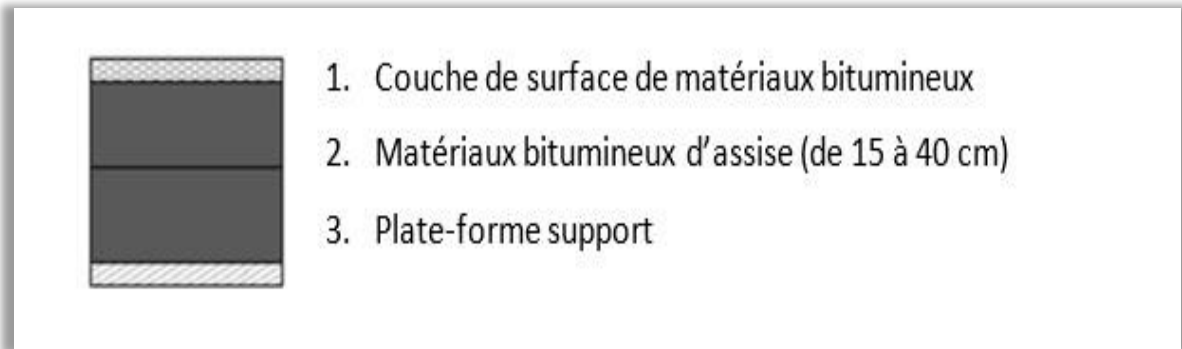 1. Couche de surface de matériaux bitumineux
2. Matériaux bitumineux d’assise (de 15 à 40 cm)
3. Plate-forme support